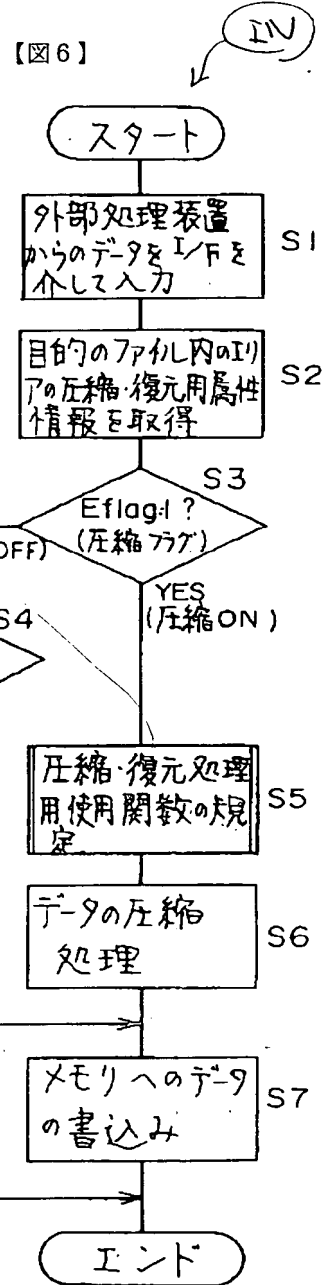 IN
【図6】
スタート
外部処理装置
からのデータをI/Fを
介して入力
S1
目的のファイル内のエリ
アの圧縮・復元用属性
情報を取得
S2
S3
Eflag:1?
(圧縮フラグ)
OFF)
YES
(圧縮ON)
S4
圧縮・復元処理
用使用関数の規
定
S5
データの圧縮
処理
S6
メモリへのデータ
の書込み
S7
エンド